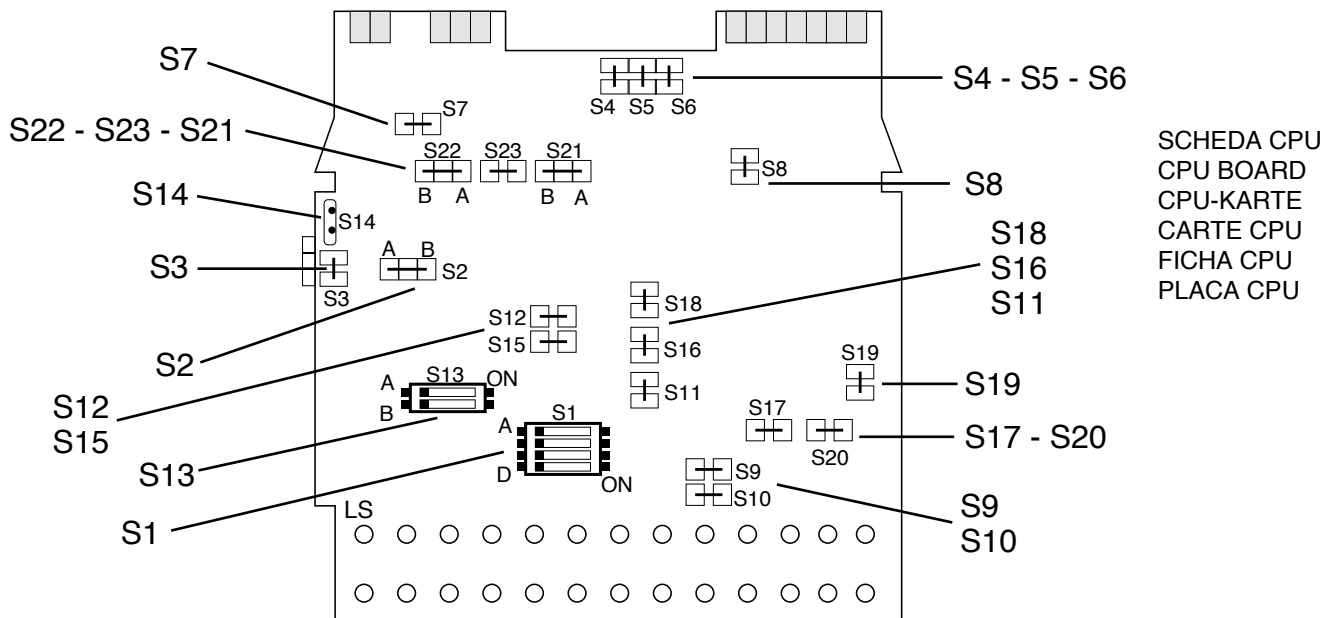 S7
S22 - S23 - S21
S14
S3
S2
S12
S15
S13
S1
S7
S22 S23 S21
B A B A
S14
S3
A B
S2
S4 S5 S6
S8
S12
S15
S18
S16
S11
A S13 ON
B
S1
A
D
ON
S19
S17
S20
S9
S10
LS
S4 - S5 - S6
S8
S18
S16
S11
S19
S17 - S20
S9
S10
SCHEDA CPU
CPU BOARD
CPU-KARTE
CARTE CPU
FICHA CPU
PLACA CPU